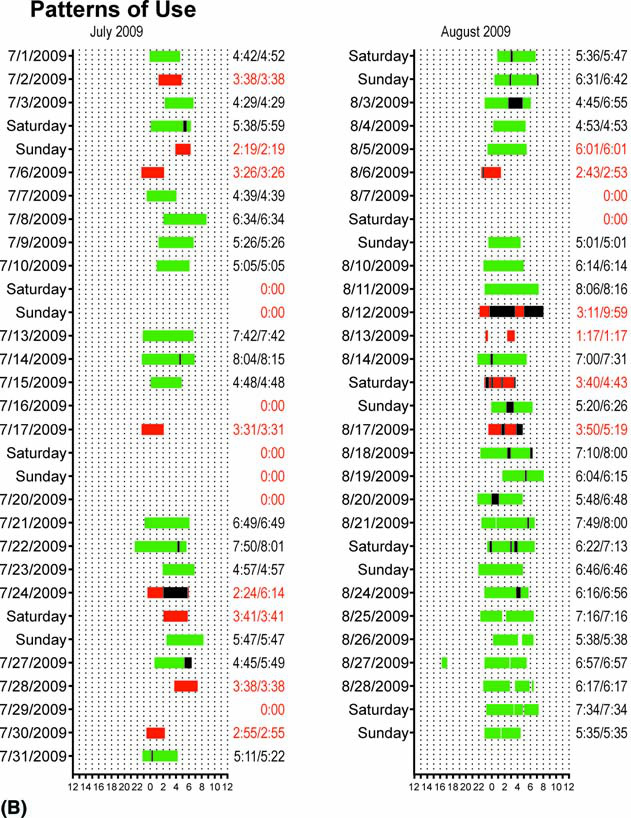 Patterns of Use
July 2009
7/1/2009 4:42/4:52
7/2/2009 3:38/3:38
7/3/2009 4:29/4:29
Saturday 5:38/5:59
Sunday 2:19/2:19
7/6/2009 3:26/3:26
7/7/2009 4:39/4:39
7/8/2009 6:34/6:34
7/9/2009 5:26/5:26
7/10/2009 5:05/5:05
Saturday 0:00
Sunday 0:00
7/13/2009 7:42/7:42
7/14/2009 8:04/8:15
7/15/2009 4:48/4:48
7/16/2009 0:00
7/17/2009 3:31/3:31
Saturday 0:00
Sunday 0:00
7/20/2009 0:00
7/21/2009 6:49/6:49
7/22/2009 7:50/8:01
7/23/2009 4:57/4:57
7/24/2009 2:24/6:14
Saturday 3:41/3:41
Sunday 5:47/5:47
7/27/2009 4:45/5:49
7/28/2009 3:38/3:38
7/29/2009 0:00
7/30/2009 2:55/2:55
7/31/2009 5:11/5:22
12 14 16 18 20 22 0 2 4 6 8 10 12
August 2009
Saturday 5:36/5:47
Sunday 6:31/6:42
8/3/2009 4:45/6:55
8/4/2009 4:53/4:53
8/5/2009 6:01/6:01
8/6/2009 2:43/2:53
8/7/2009 0:00
Saturday 0:00
Sunday 5:01/5:01
8/10/2009 6:14/6:14
8/11/2009 8:06/8:16
8/12/2009 3:11/9:59
8/13/2009 1:17/1:17
8/14/2009 7:00/7:31
Saturday 3:40/4:43
Sunday 5:20/6:26
8/17/2009 3:50/5:19
8/18/2009 7:10/8:00
8/19/2009 6:04/6:15
8/20/2009 5:48/6:48
8/21/2009 7:49/8:00
Saturday 6:22/7:13
Sunday 6:46/6:46
8/24/2009 6:16/6:56
8/25/2009 7:16/7:16
8/26/2009 5:38/5:38
8/27/2009 6:57/6:57
8/28/2009 6:17/6:17
Saturday 7:34/7:34
Sunday 5:35/5:35
12 14 16 18 20 22 0 2 4 6 8 10 12
(B)